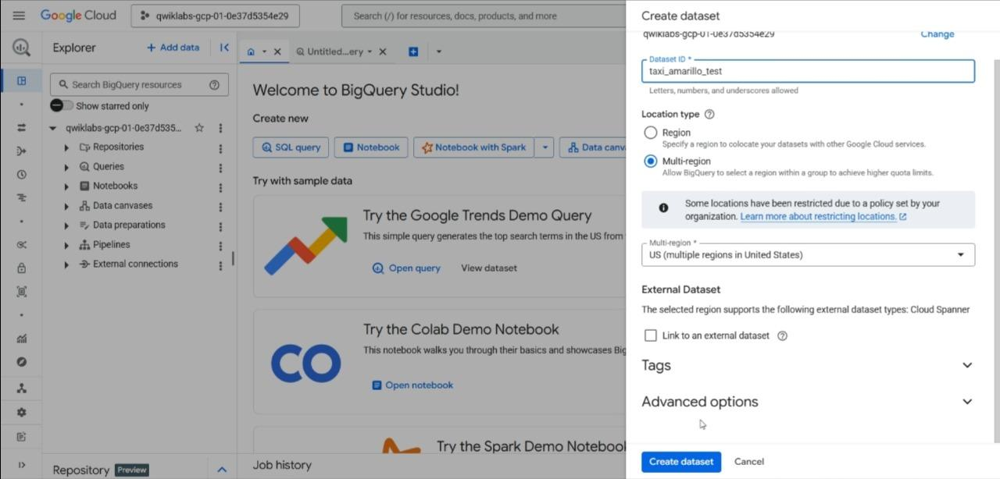 Google Cloud
qwiklabs-gcp-01-0e37d5354e29
Search (/) for resources, docs, products, and more
Explorer
+ Add data
Untitled...ery
Search BigQuery resources
Show starred only
qwiklabs-gcp-01-0e37d535...
Repositories
Queries
Notebooks
Data canvases
Data preparations
Pipelines
External connections
Repository
Preview
Welcome to BigQuery Studio!
Create new
SQL query
Notebook
Notebook with Spark
Data canv
Try with sample data
Try the Google Trends Demo Query
This simple query generates the top search terms in the US from
Open query
View dataset
Try the Colab Demo Notebook
This notebook walks you through their basics and showcases Big
Open notebook
Try the Spark Demo Notebook
Job history
Create dataset
qwiklabs-gcp-01-0e37d5354e29
Change
Dataset ID *
taxi_amarillo_test
Letters, numbers, and underscores allowed
Location type
Region
Specify a region to colocate your datasets with other Google Cloud services.
Multi-region
Allow BigQuery to select a region within a group to achieve higher quota limits.
Some locations have been restricted due to a policy set by your
organization. Learn more about restricting locations.
Multi-region *
US (multiple regions in United States)
External Dataset
The selected region supports the following external dataset types: Cloud Spanner
Link to an external dataset
Tags
Advanced options
Create dataset
Cancel